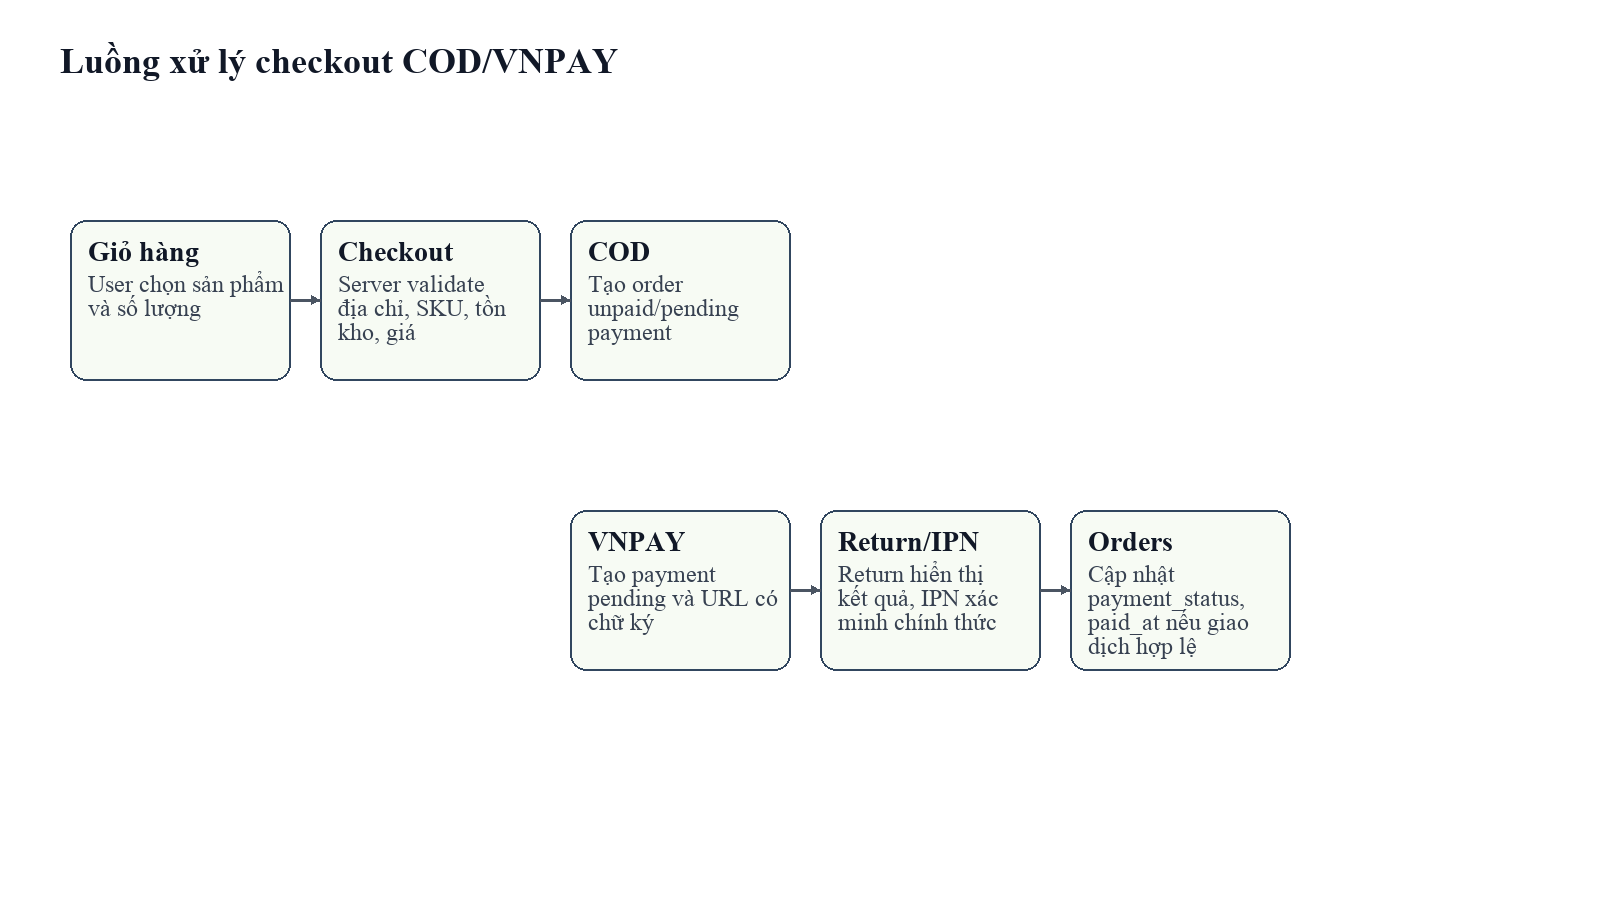 Luồng xử lý checkout COD/VNPAY
Giỏ hàng
User chọn sản phẩm
và số lượng
Checkout
Server validate
địa chỉ, SKU, tồn
kho, giá
COD
Tạo order
unpaid/pending
payment
VNPAY
Tạo payment
pending và URL có
chữ ký
Return/IPN
Return hiển thị
kết quả, IPN xác
minh chính thức
Orders
Cập nhật
payment_status,
paid_at nếu giao
dịch hợp lệ